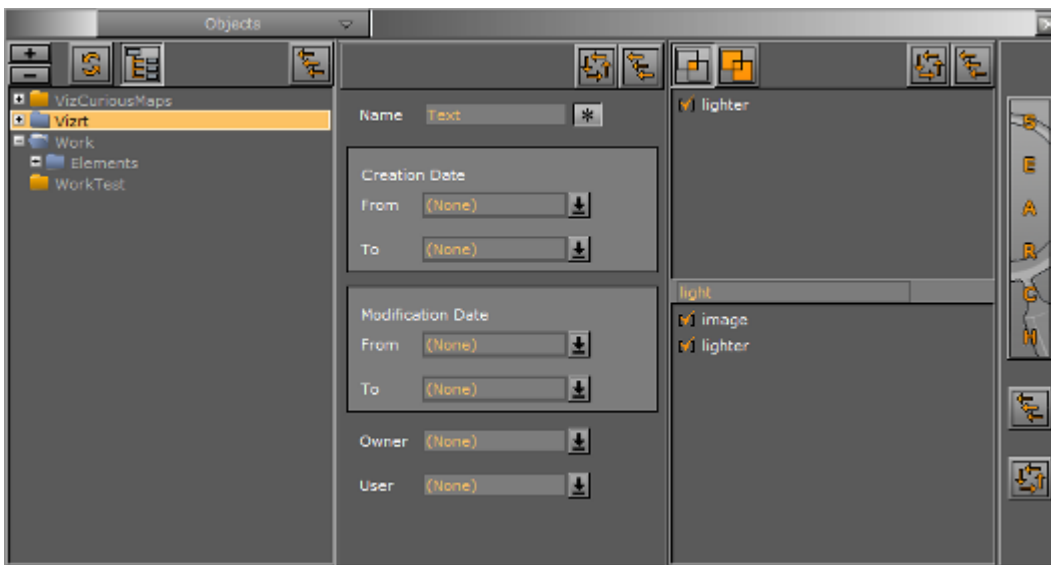 Objects
VizCuriousMaps
Vizrt
Work
Elements
WorkTest
Name Text *
Creation Date
From (None)
To (None)
Modification Date
From (None)
To (None)
Owner (None)
User (None)
lighter
light
image
lighter
S
E
A
R
C
H